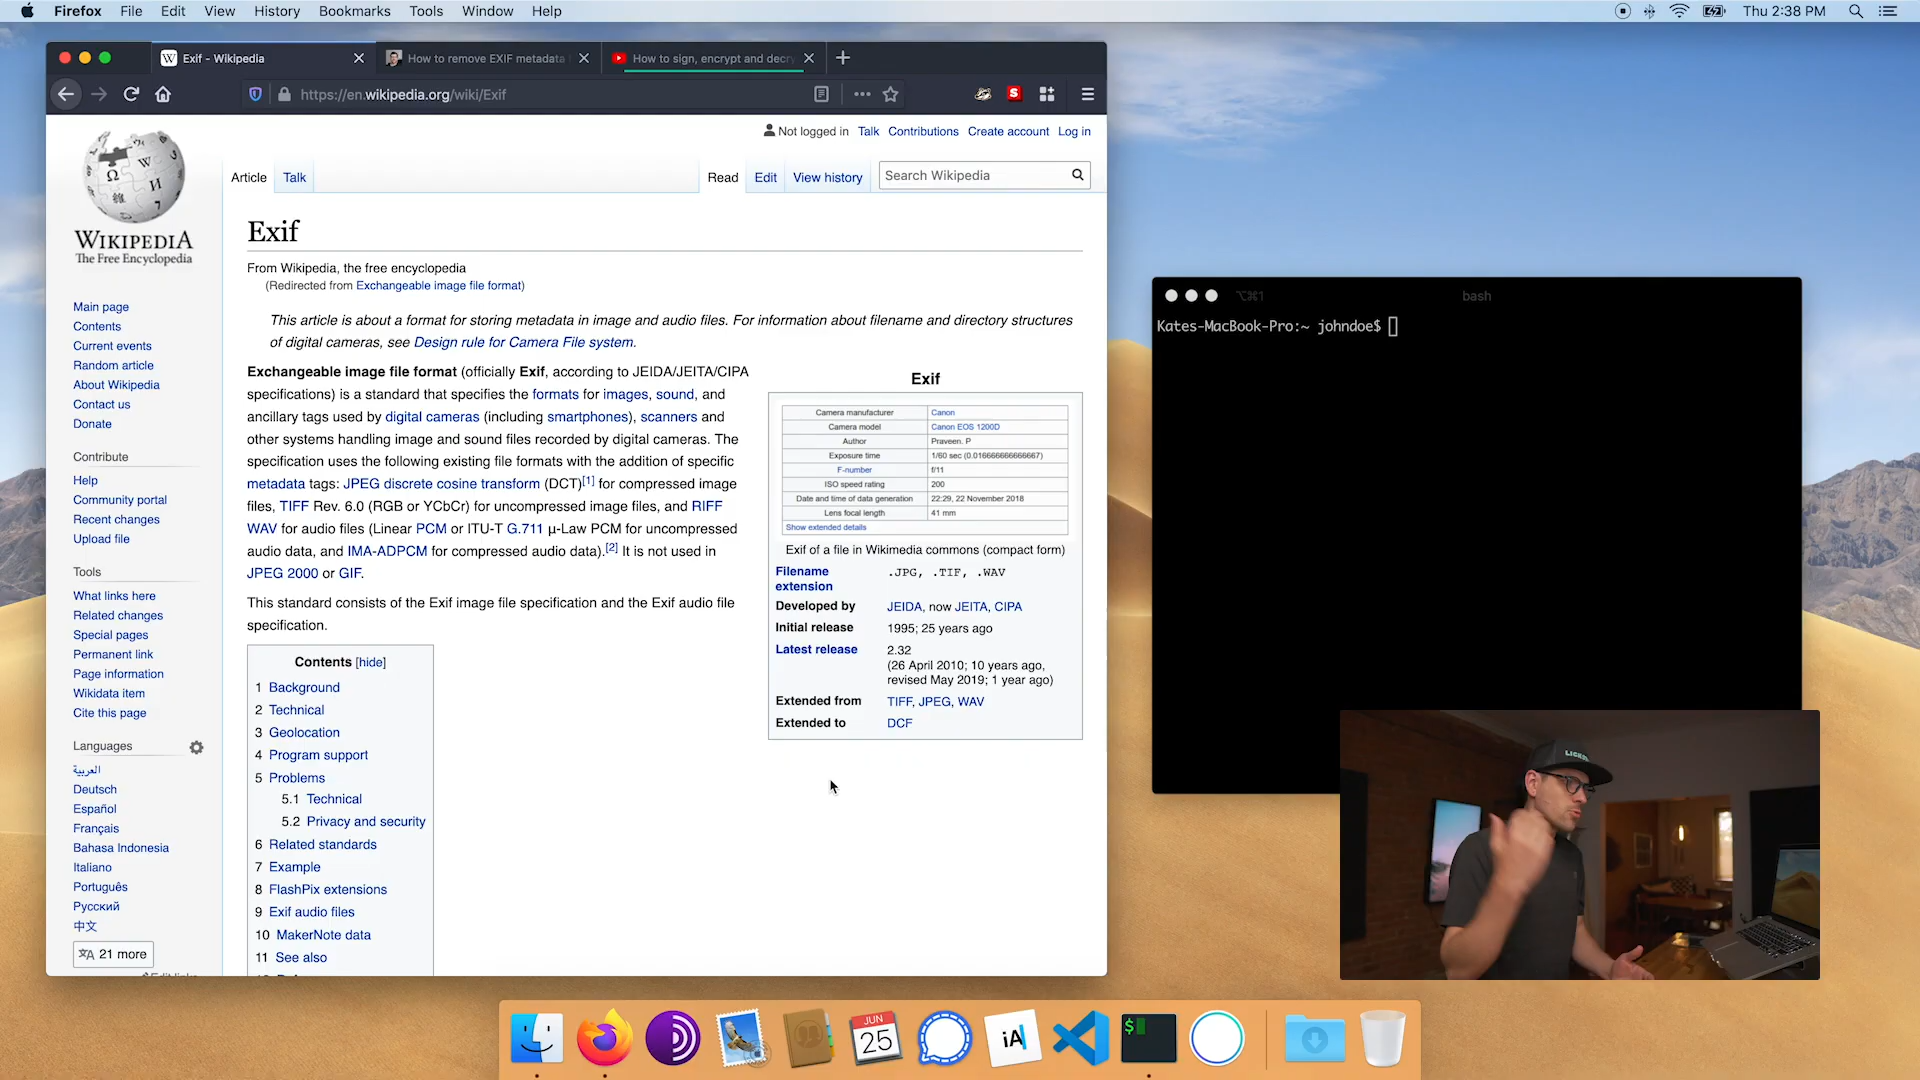 Firefox File Edit View History Bookmarks Tools Window Help
Thu 2:38 PM
Exif - Wikipedia
How to remove EXIF metadata
How to sign, encrypt and decr
https://en.wikipedia.org/wiki/Exif
Not logged in Talk Contributions Create account Log in
Article Talk Read Edit View history Search Wikipedia
WIKIPEDIA
The Free Encyclopedia
Main page
Contents
Current events
Random article
About Wikipedia
Contact us
Donate
Contribute
Help
Community portal
Recent changes
Upload file
Tools
What links here
Related changes
Special pages
Permanent link
Page information
Wikidata item
Cite this page
Languages
العربية
Deutsch
Español
Français
Bahasa Indonesia
Italiano
Português
Русский
中文
21 more
Edit links
Exif
From Wikipedia, the free encyclopedia
(Redirected from Exchangeable image file format)
This article is about a format for storing metadata in image and audio files. For information about filename and directory structures
of digital cameras, see Design rule for Camera File system.
Exchangeable image file format (officially Exif, according to JEIDA/JEITA/CIPA
specifications) is a standard that specifies the formats for images, sound, and
ancillary tags used by digital cameras (including smartphones), scanners and
other systems handling image and sound files recorded by digital cameras. The
specification uses the following existing file formats with the addition of specific
metadata tags: JPEG discrete cosine transform (DCT)[1] for compressed image
files, TIFF Rev. 6.0 (RGB or YCbCr) for uncompressed image files, and RIFF
WAV for audio files (Linear PCM or ITU-T G.711 μ-Law PCM for uncompressed
audio data, and IMA-ADPCM for compressed audio data).[2] It is not used in
JPEG 2000 or GIF.
This standard consists of the Exif image file specification and the Exif audio file
specification.
Contents [hide]
1 Background
2 Technical
3 Geolocation
4 Program support
5 Problems
5.1 Technical
5.2 Privacy and security
6 Related standards
7 Example
8 FlashPix extensions
9 Exif audio files
10 MakerNote data
11 See also
Exif
Camera manufacturer Canon
Camera model Canon EOS 1200D
Author Praveen. P
Exposure time 1/60 sec (0.016666666666667)
F-number f/11
ISO speed rating 200
Date and time of data generation 22:29, 22 November 2018
Lens focal length 41 mm
Show extended details
Exif of a file in Wikimedia commons (compact form)
Filename extension .JPG, .TIF, .WAV
Developed by JEIDA, now JEITA, CIPA
Initial release 1995; 25 years ago
Latest release 2.32
(26 April 2010; 10 years ago,
revised May 2019; 1 year ago)
Extended from TIFF, JPEG, WAV
Extended to DCF
⌥⌘1 bash
Kates-MacBook-Pro:~ johndoe$
JUN
25
iA
$